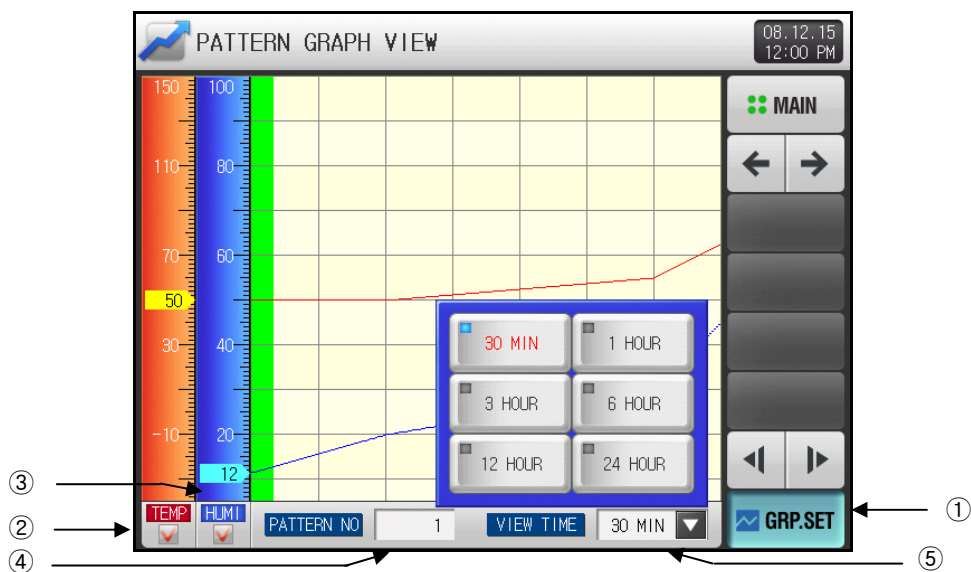 PATTERN GRAPH VIEW
08.12.15
12:00 PM
150 100
MAIN
110 80
70 60
50
30 40
30 MIN 1 HOUR
3 HOUR 6 HOUR
-10 20
12 HOUR 24 HOUR
12
③
TEMP HUMI
PATTERN NO 1 VIEW TIME 30 MIN
GRP.SET
①
②
④
⑤